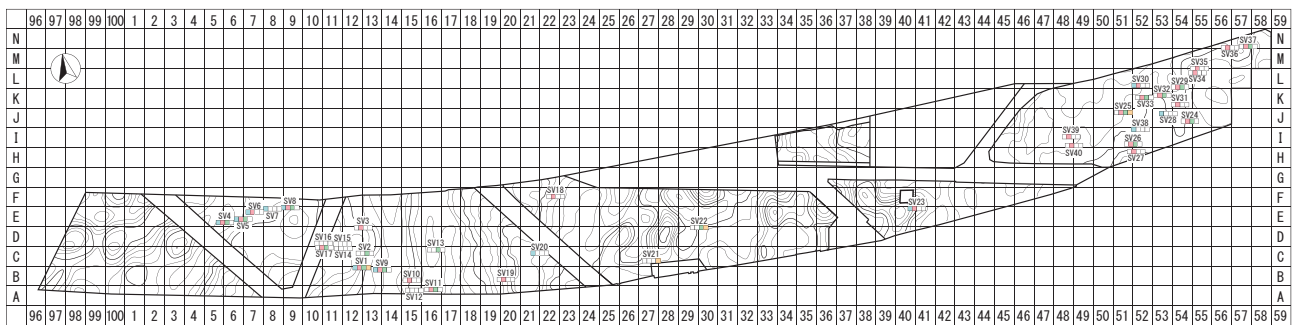 96 97 98 99 100 1 2 3 4 5 6 7 8 9 10 11 12 13 14 15 16 17 18 19 20 21 22 23 24 25 26 27 28 29 30 31 32 33 34 35 36 37 38 39 40 41 42 43 44 45 46 47 48 49 50 51 52 53 54 55 56 57 58 59
N SV37 N
SV36
M SV35 M
L SV30 SV29 SV34 L
K SV32 SV33 SV31 K
J SV25 SV28 SV24 J
SV38
I SV39 SV26 I
H SV40 SV27 H
G G
F SV6 SV8 SV18 F
E SV4 SV5 SV7 SV3 SV22 SV23 E
D SV16 SV15 SV13 D
C SV17 SV14 SV2 SV20 SV21 C
B SV1 SV9 SV10 SV19 B
A SV12 SV11 A
96 97 98 99 100 1 2 3 4 5 6 7 8 9 10 11 12 13 14 15 16 17 18 19 20 21 22 23 24 25 26 27 28 29 30 31 32 33 34 35 36 37 38 39 40 41 42 43 44 45 46 47 48 49 50 51 52 53 54 55 56 57 58 59